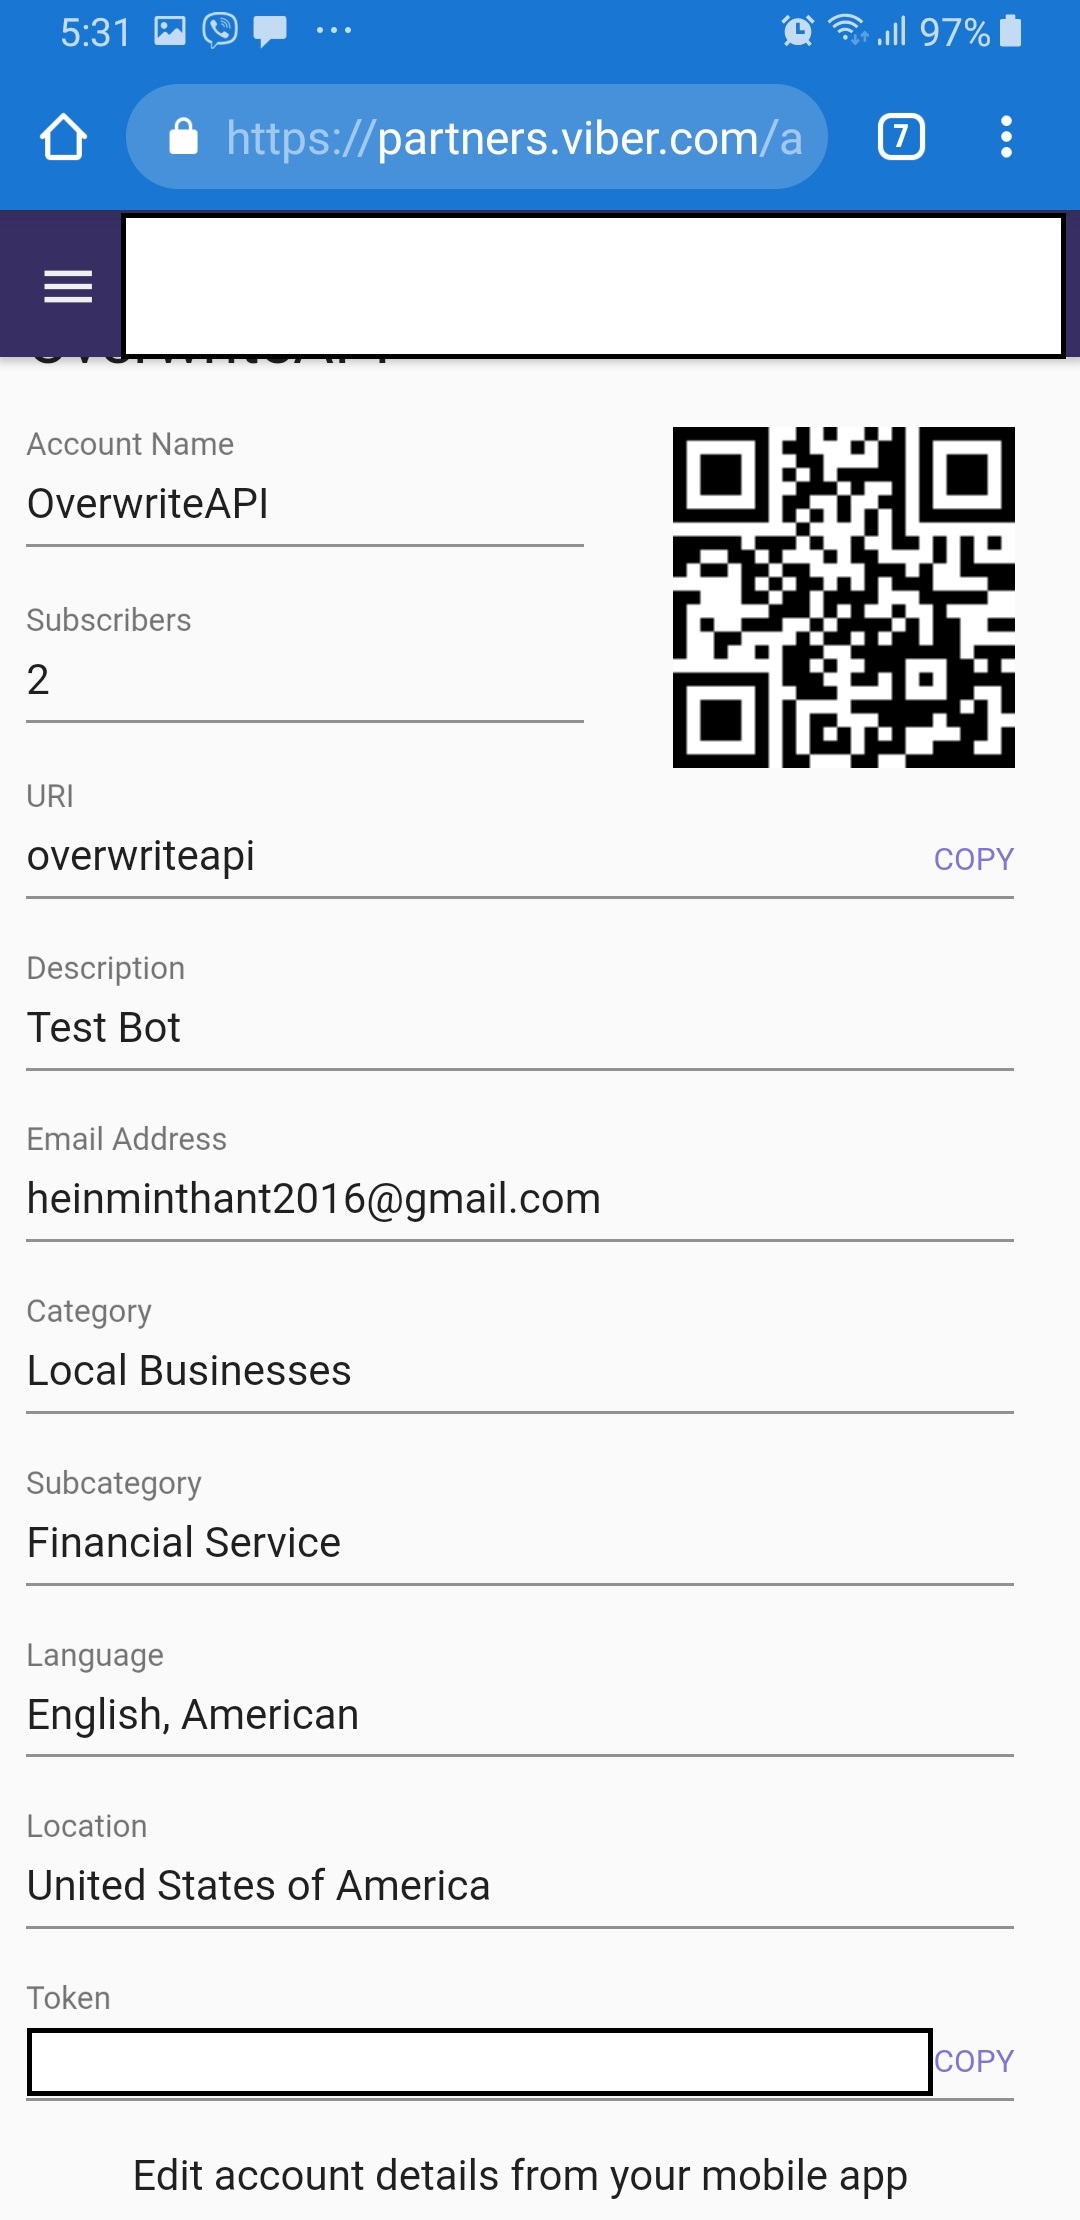 5:31
97%
https://partners.viber.com/a
7
OverwriteAPI
Account Name
OverwriteAPI
Subscribers
2
URI
overwriteapi
COPY
Description
Test Bot
Email Address
heinminthant2016@gmail.com
Category
Local Businesses
Subcategory
Financial Service
Language
English, American
Location
United States of America
Token
COPY
Edit account details from your mobile app